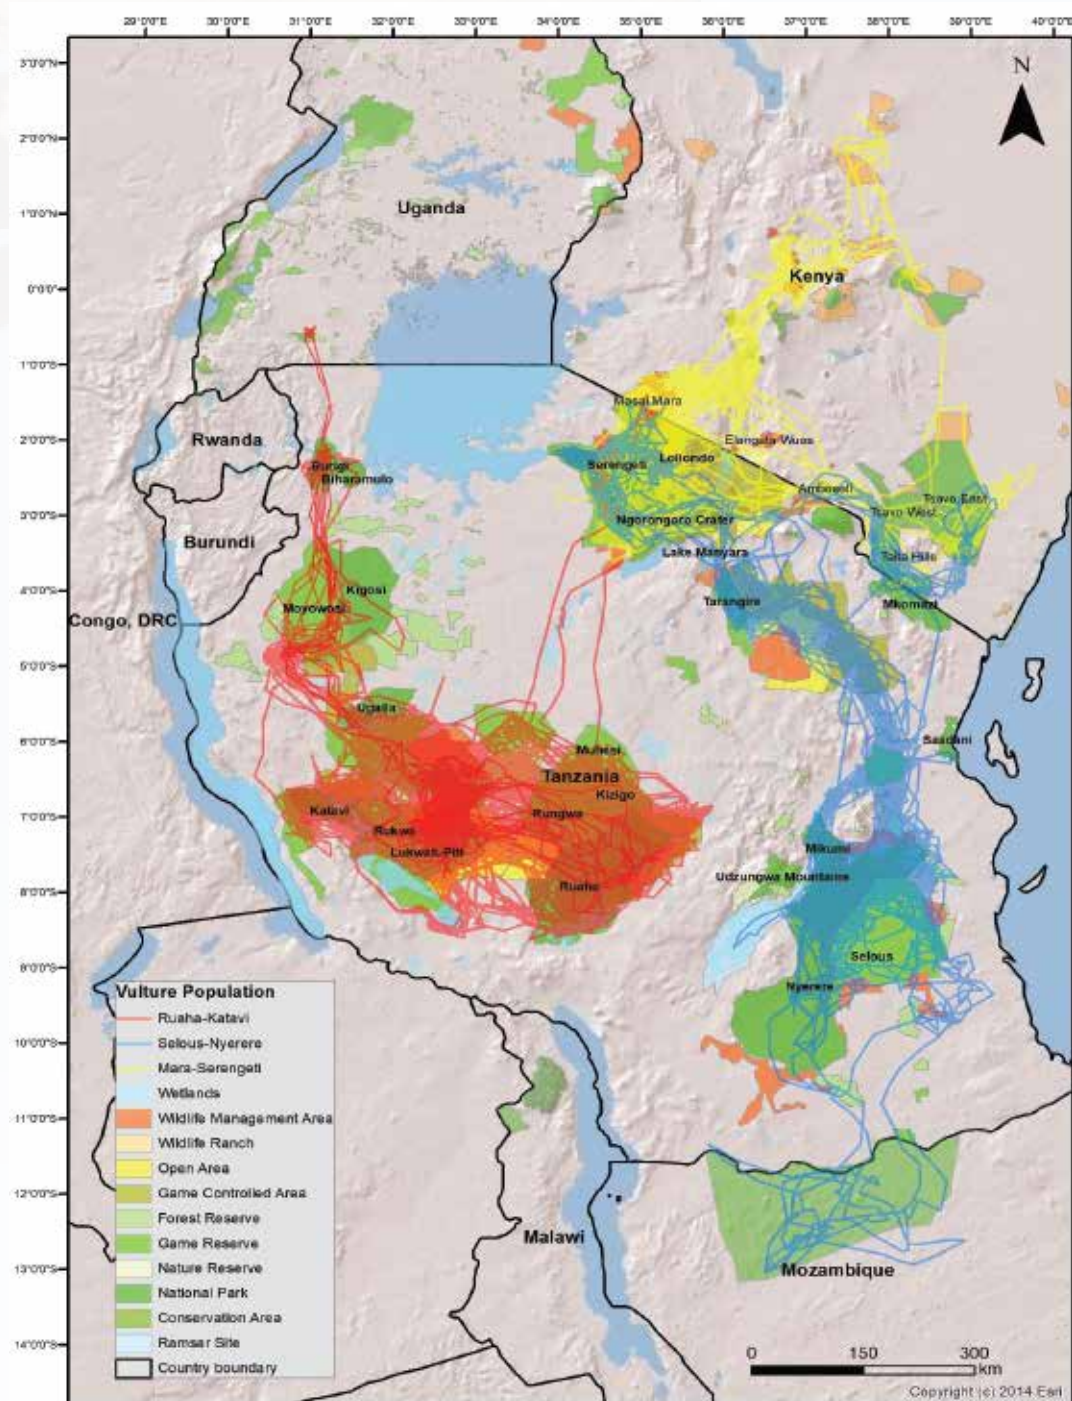 29°0'0"E 30°0'0"E 31°0'0"E 32°0'0"E 33°0'0"E 34°0'0"E 35°0'0"E 36°0'0"E 37°0'0"E 38°0'0"E 39°0'0"E
3°0'0"N
N
2°0'0"N
1°0'0"N
Uganda
Kenya
0°0'0"
1°0'0"S
Masai Mara
2°0'0"S
Rwanda
Elangata Wuas
Burigi
Serengeti
Loliondo
Biharamulo
Amboseli
Tsavo East
3°0'0"S
Tsavo West
Ngorongoro Crater
Burundi
Lake Manyara
Taita Hills
4°0'0"S
Kigosi
Moyowosi
Tarangire
Mkomazi
Congo, DRC
5°0'0"S
Ugalla
6°0'0"S
Muhesi
Saadani
Tanzania
Kizigo
7°0'0"S
Katavi
Rungwa
Rukwa
Lukwati-Piti
Mikumi
8°0'0"S
Ruaha
Udzungwa Mountains
Selous
9°0'0"S
Nyerere
10°0'0"S
11°0'0"S
12°0'0"S
13°0'0"S
14°0'0"S
Malawi
Mozambique
Vulture Population
Ruaha-Katavi
Selous-Nyerere
Mara-Serengeti
Wetlands
Wildlife Management Area
Wildlife Ranch
Open Area
Game Controlled Area
Forest Reserve
Game Reserve
Nature Reserve
National Park
Conservation Area
Ramsar Site
Country boundary
0 150 300
km
Copyright (c) 2014 Esri